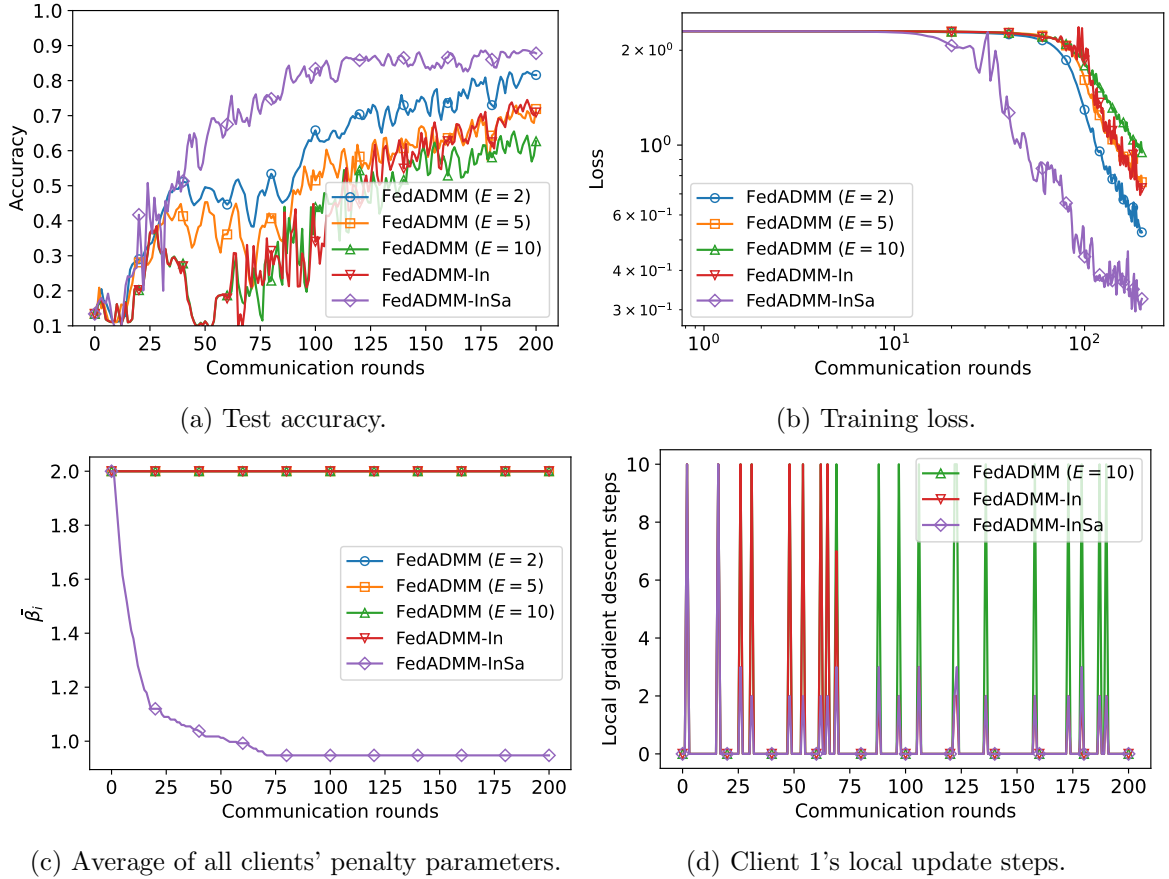 1.0
0.9
0.8
0.7
0.6
0.5
0.4
0.3
0.2
0.1
Accuracy
FedADMM (E = 2)
FedADMM (E = 5)
FedADMM (E = 10)
FedADMM-In
FedADMM-InSa
0 25 50 75 100 125 150 175 200
Communication rounds
(a) Test accuracy.
2 × 10⁰
10⁰
6 × 10⁻¹
4 × 10⁻¹
3 × 10⁻¹
Loss
FedADMM (E = 2)
FedADMM (E = 5)
FedADMM (E = 10)
FedADMM-In
FedADMM-InSa
10⁰ 10¹ 10²
Communication rounds
(b) Training loss.
2.0
1.8
1.6
1.4
1.2
1.0
β̄ᵢ
FedADMM (E = 2)
FedADMM (E = 5)
FedADMM (E = 10)
FedADMM-In
FedADMM-InSa
0 25 50 75 100 125 150 175 200
Communication rounds
(c) Average of all clients' penalty parameters.
10
8
6
4
2
0
Local gradient descent steps
FedADMM (E = 10)
FedADMM-In
FedADMM-InSa
0 25 50 75 100 125 150 175 200
Communication rounds
(d) Client 1's local update steps.